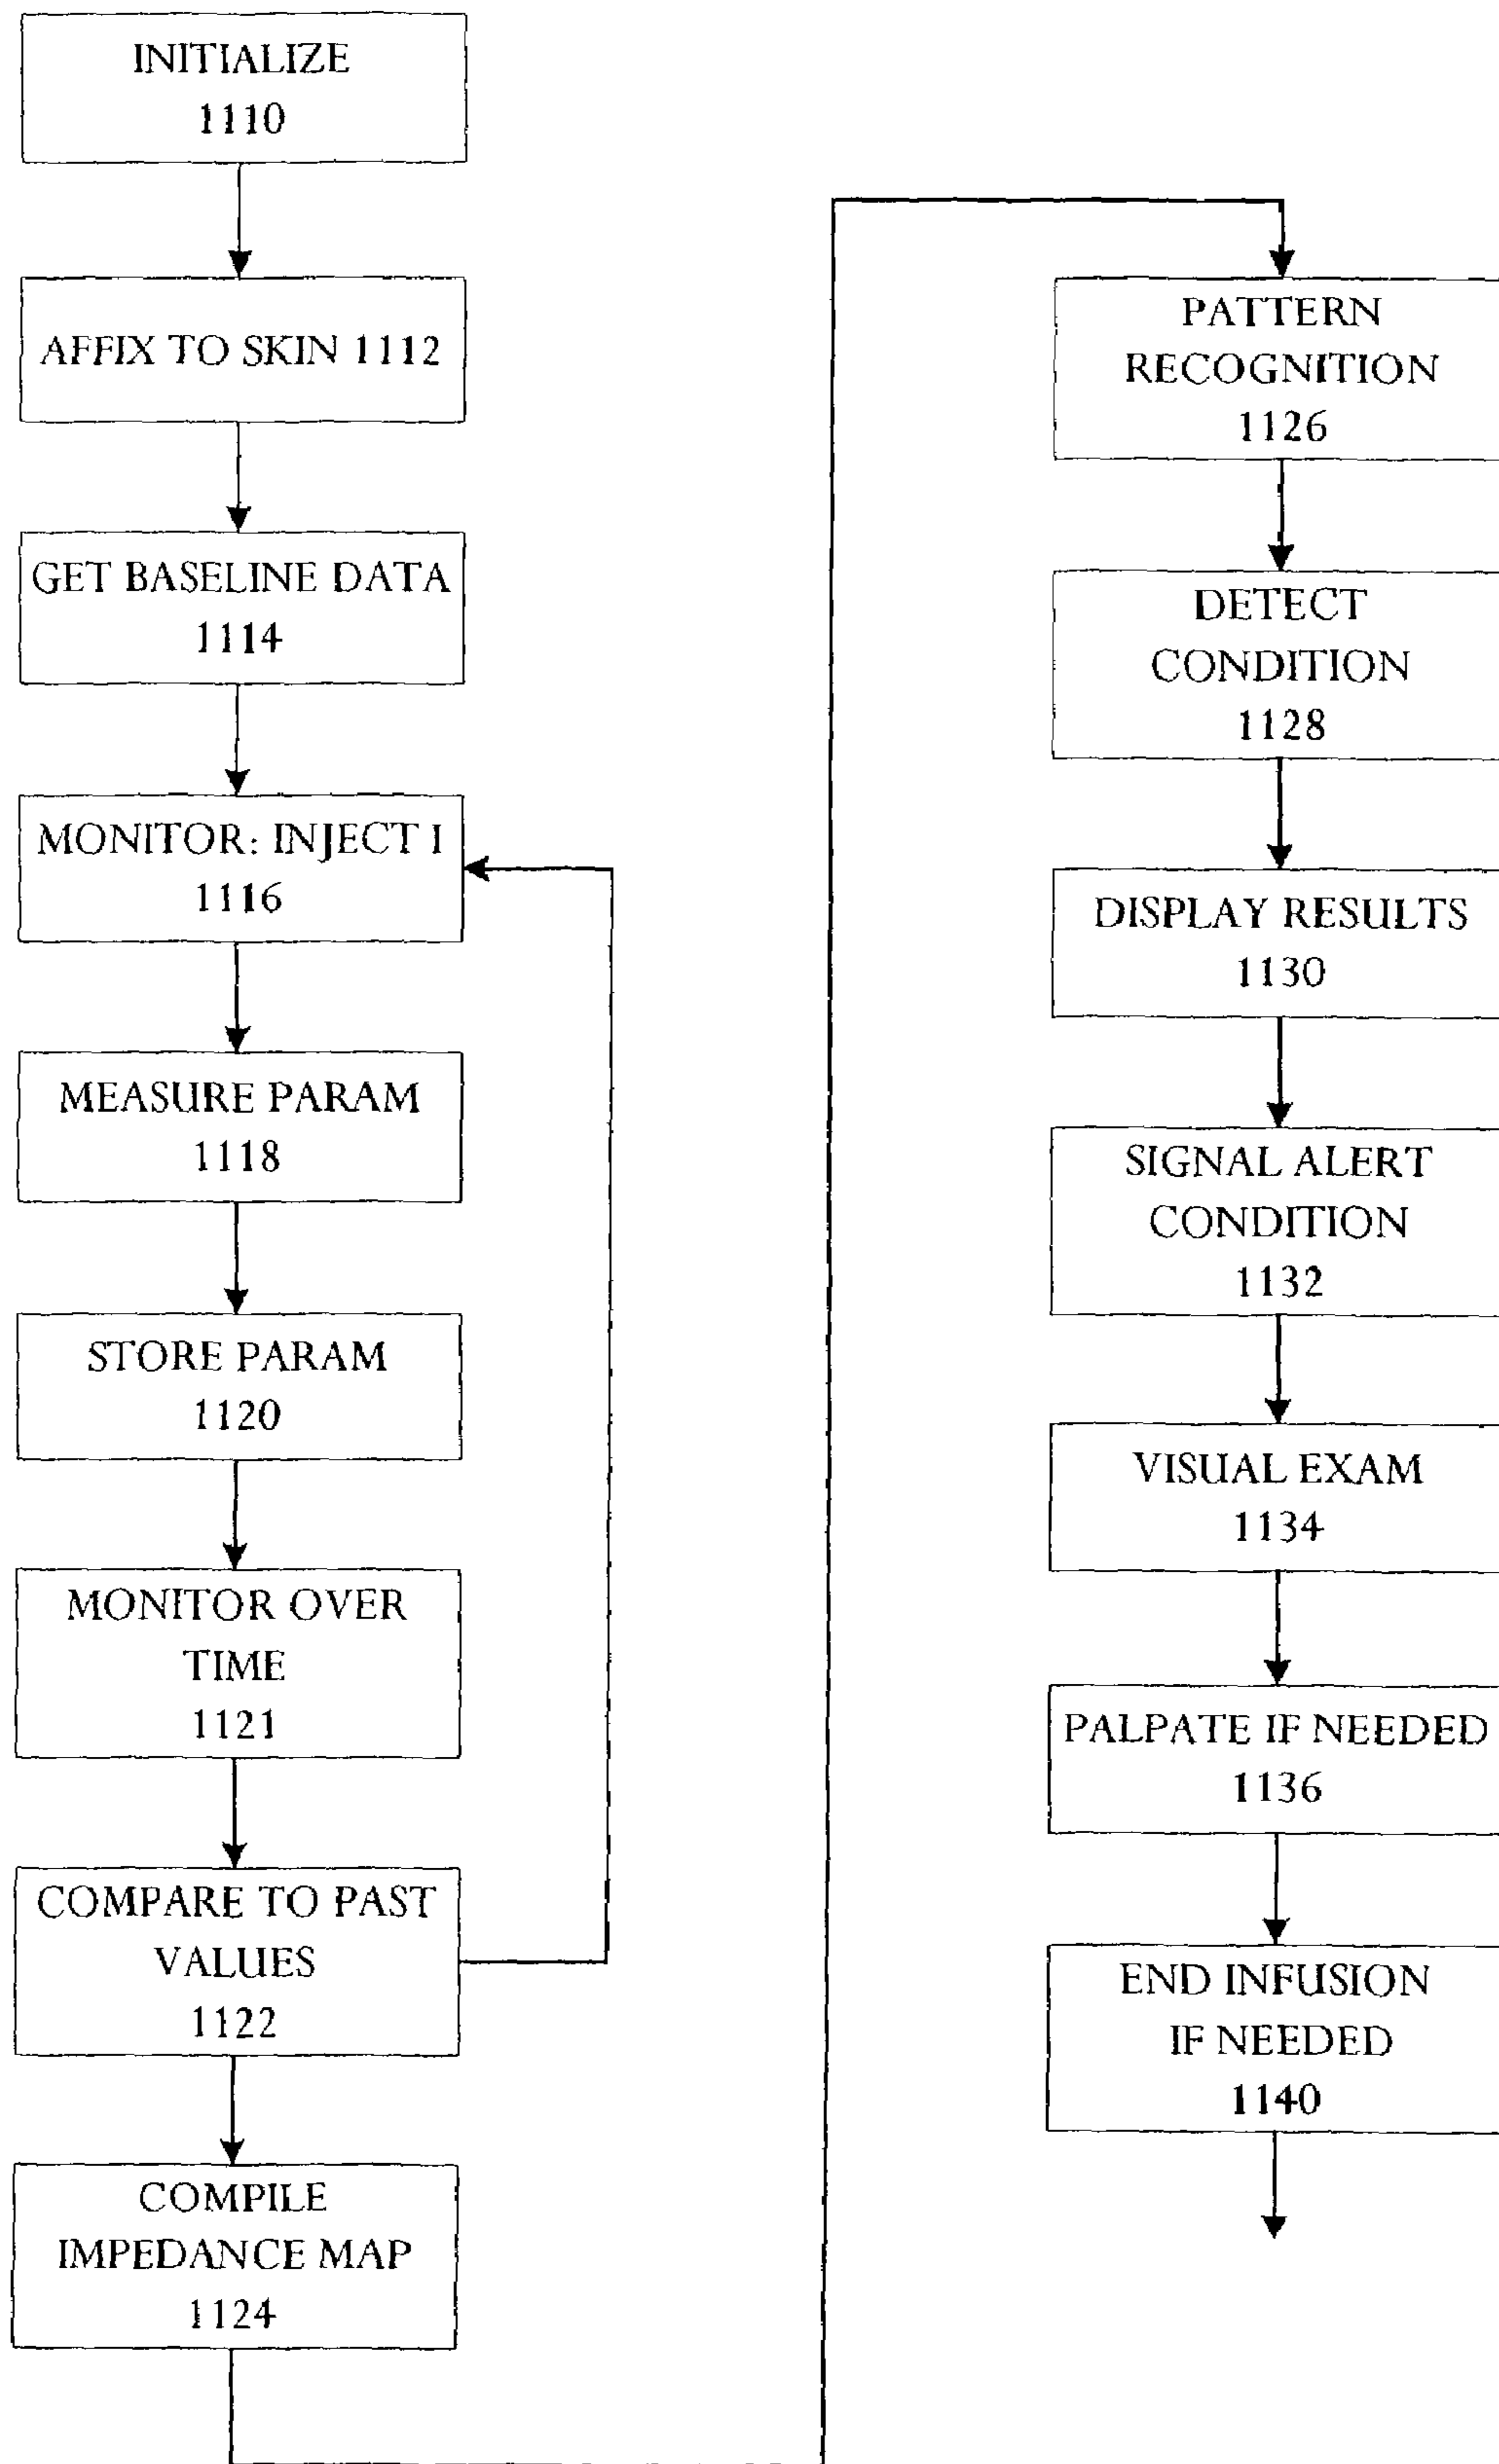 INITIALIZE
1110
AFFIX TO SKIN 1112
GET BASELINE DATA
1114
MONITOR: INJECT I
1116
MEASURE PARAM
1118
STORE PARAM
1120
MONITOR OVER
TIME
1121
COMPARE TO PAST
VALUES
1122
COMPILE
IMPEDANCE MAP
1124
PATTERN
RECOGNITION
1126
DETECT
CONDITION
1128
DISPLAY RESULTS
1130
SIGNAL ALERT
CONDITION
1132
VISUAL EXAM
1134
PALPATE IF NEEDED
1136
END INFUSION
IF NEEDED
1140